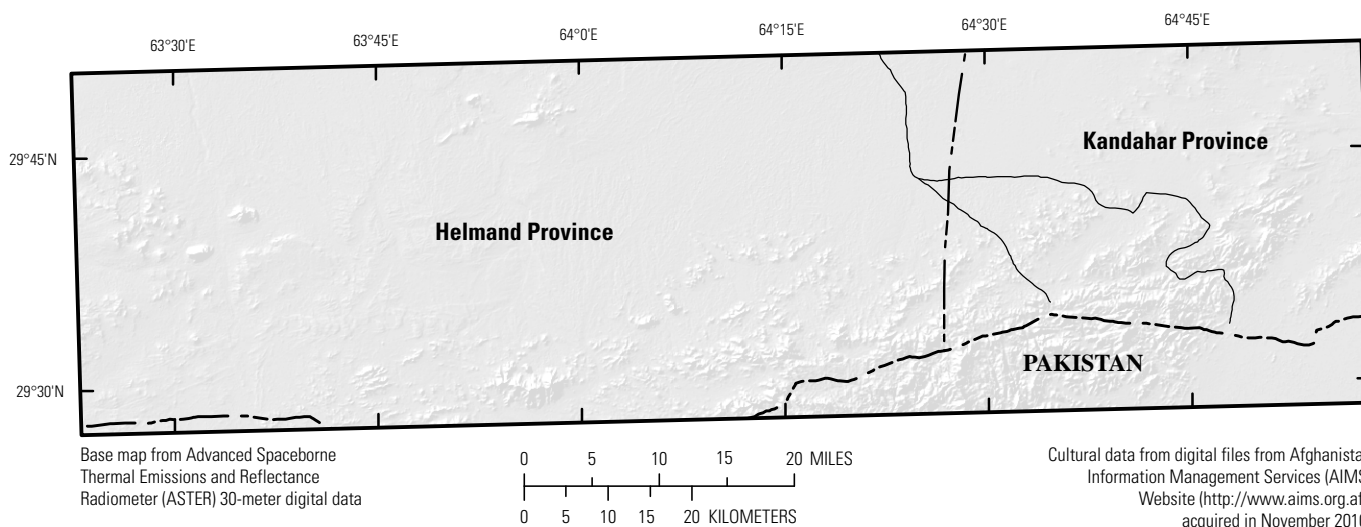 63°30'E 63°45'E 64°0'E 64°15'E 64°30'E 64°45'E
29°45'N
Kandahar Province
Helmand Province
PAKISTAN
29°30'N
Base map from Advanced Spaceborne
Thermal Emissions and Reflectance
Radiometer (ASTER) 30-meter digital data
0 5 10 15 20 MILES
0 5 10 15 20 KILOMETERS
Cultural data from digital files from Afghanista
Information Management Services (AIMS
Website (http://www.aims.org.af
acquired in November 201